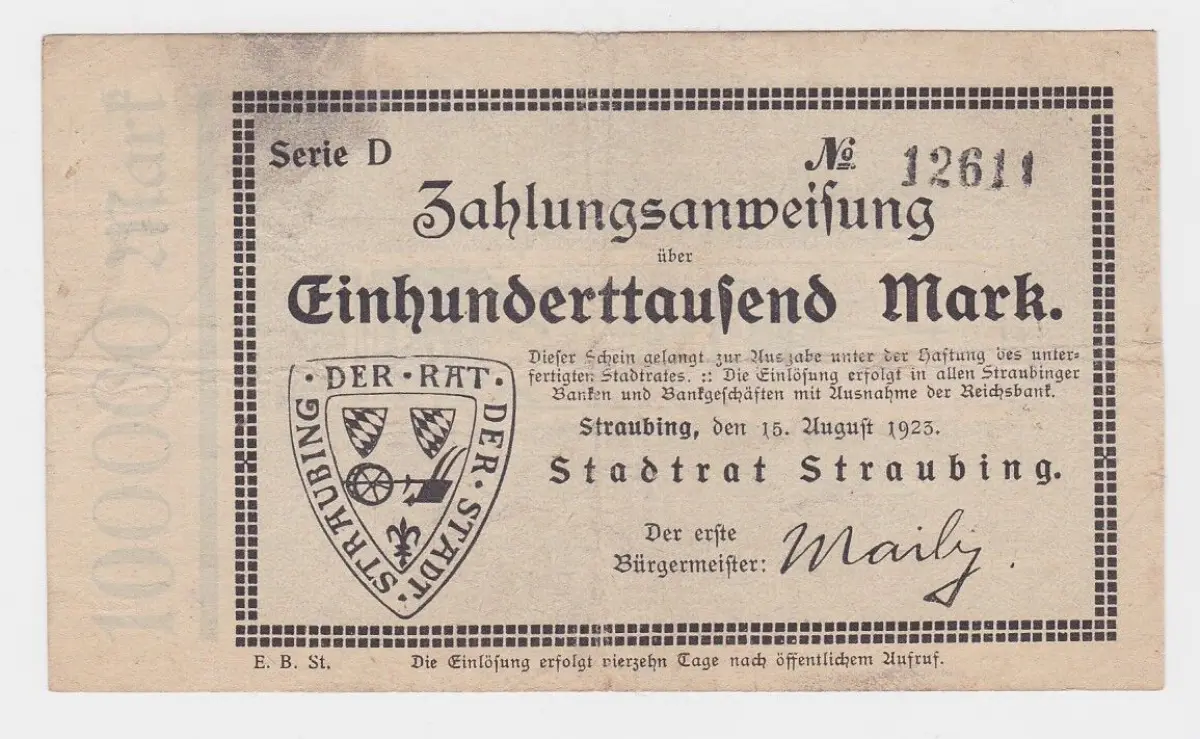 Serie D
№ 12611
Zahlungsanweisung
über
Einhunderttausend Mark.
Dieser Schein gelangt zur Ausgabe unter der Haftung des unter-
fertigten Stadtrates. :: Die Einlösung erfolgt in allen Straubinger
Banken und Bankgeschäften mit Ausnahme der Reichsbank.
Straubing, den 15. August 1923.
Stadtrat Straubing.
Der erste
Bürgermeister:
· DER · RAT · DER · STADT · STRAUBING
E. B. St.
Die Einlösung erfolgt vierzehn Tage nach öffentlichem Aufruf.
100000 Mark